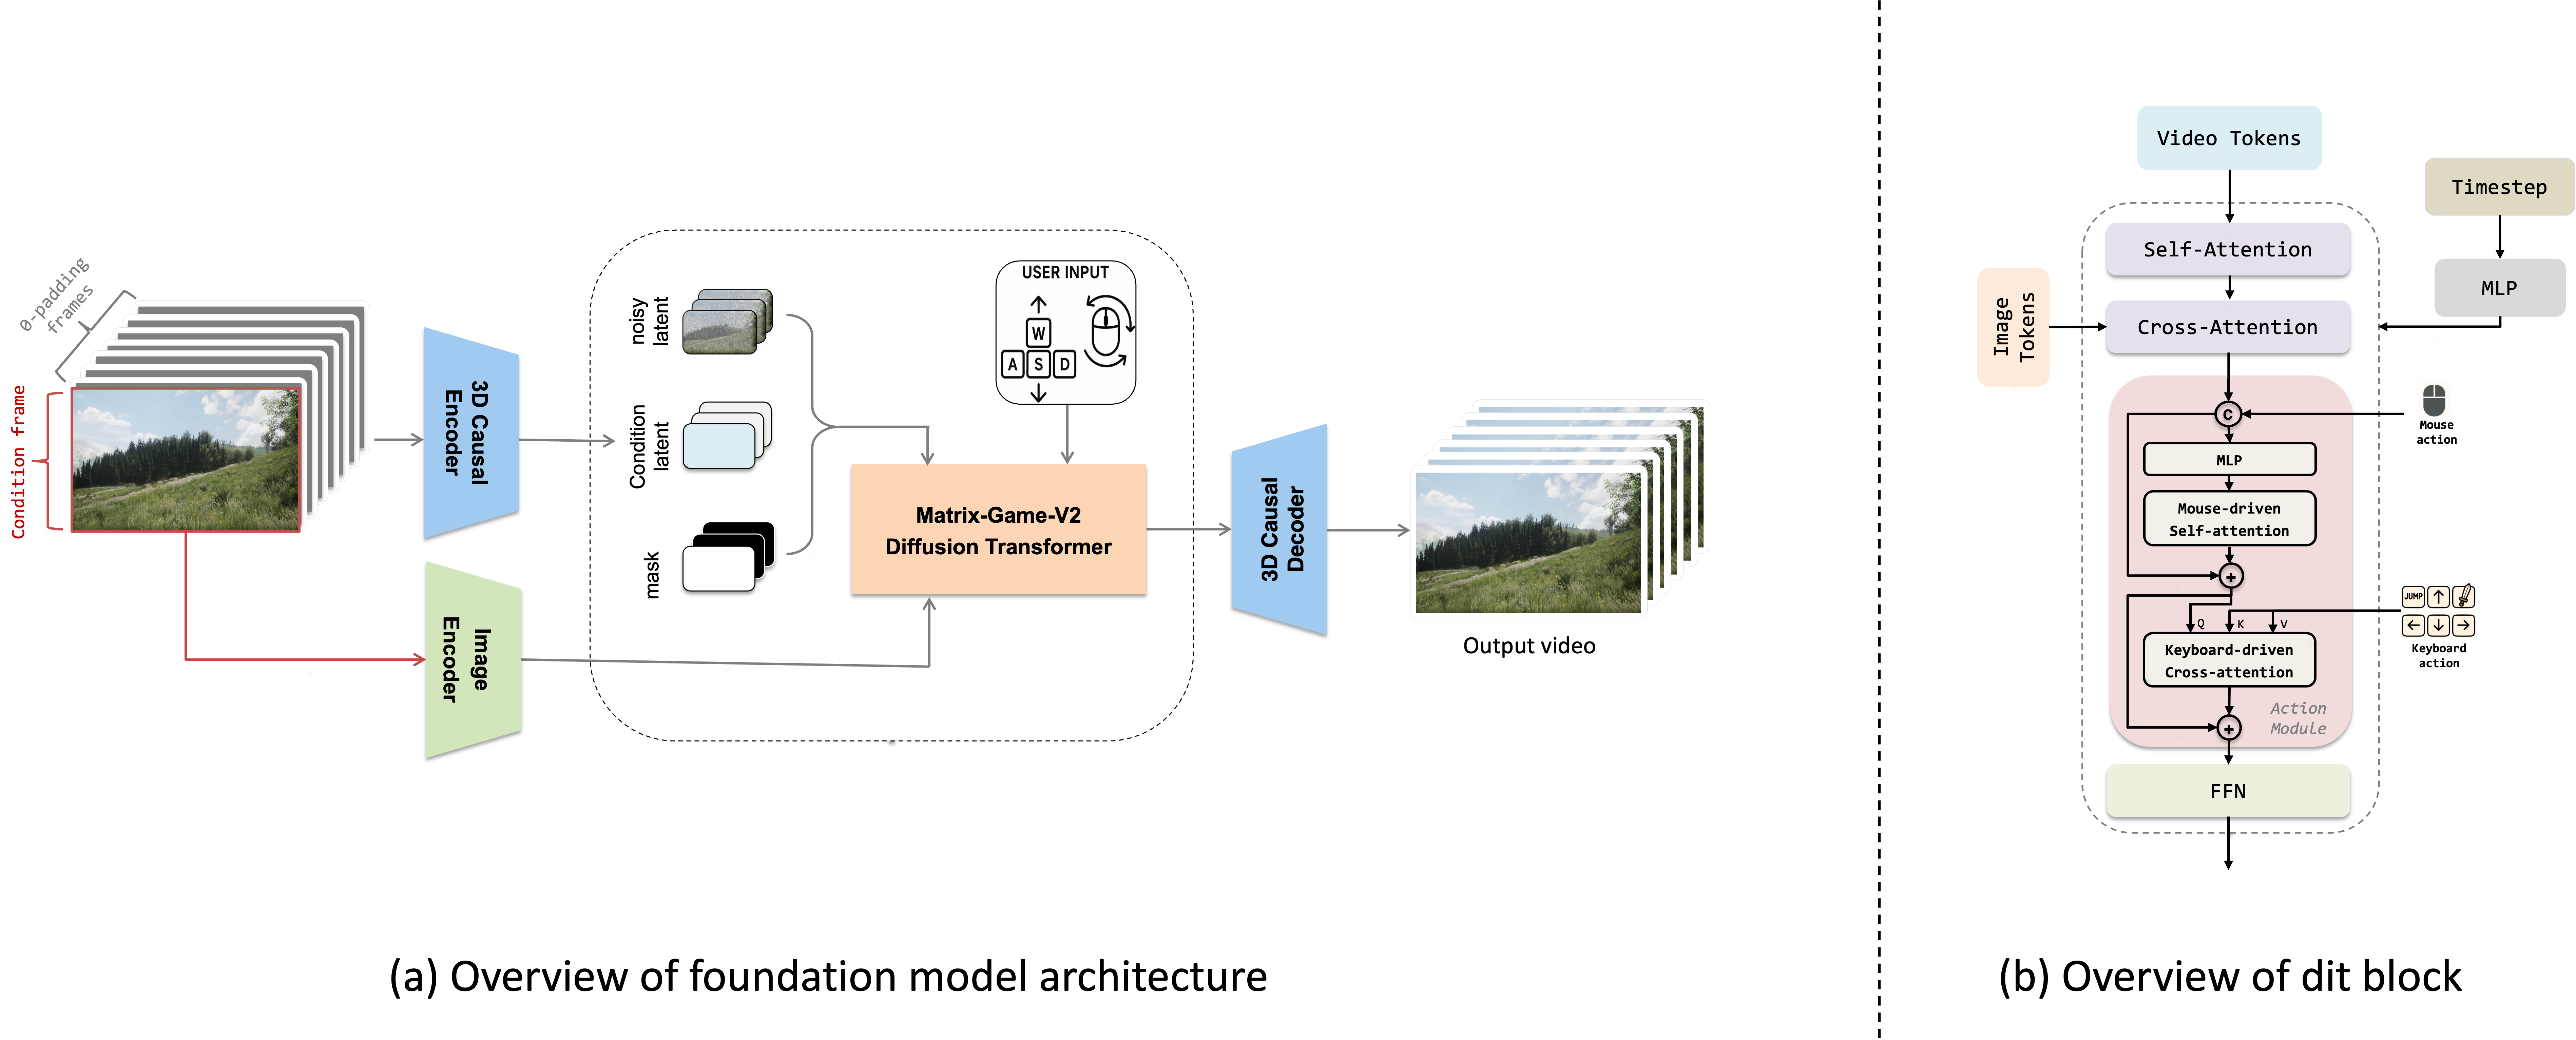 0-padding
frames
Condition frame
3D Causal
Encoder
Image
Encoder
noisy
latent
Condition
latent
mask
USER INPUT
W
A S D
Matrix-Game-V2
Diffusion Transformer
3D Causal
Decoder
Output video
(a) Overview of foundation model architecture
Video Tokens
Timestep
Self-Attention
MLP
Image
Tokens
Cross-Attention
C
Mouse
action
MLP
Mouse-driven
Self-attention
+
JUMP
Q K V
Keyboard-driven
Cross-attention
Keyboard
action
Action
Module
+
FFN
(b) Overview of dit block